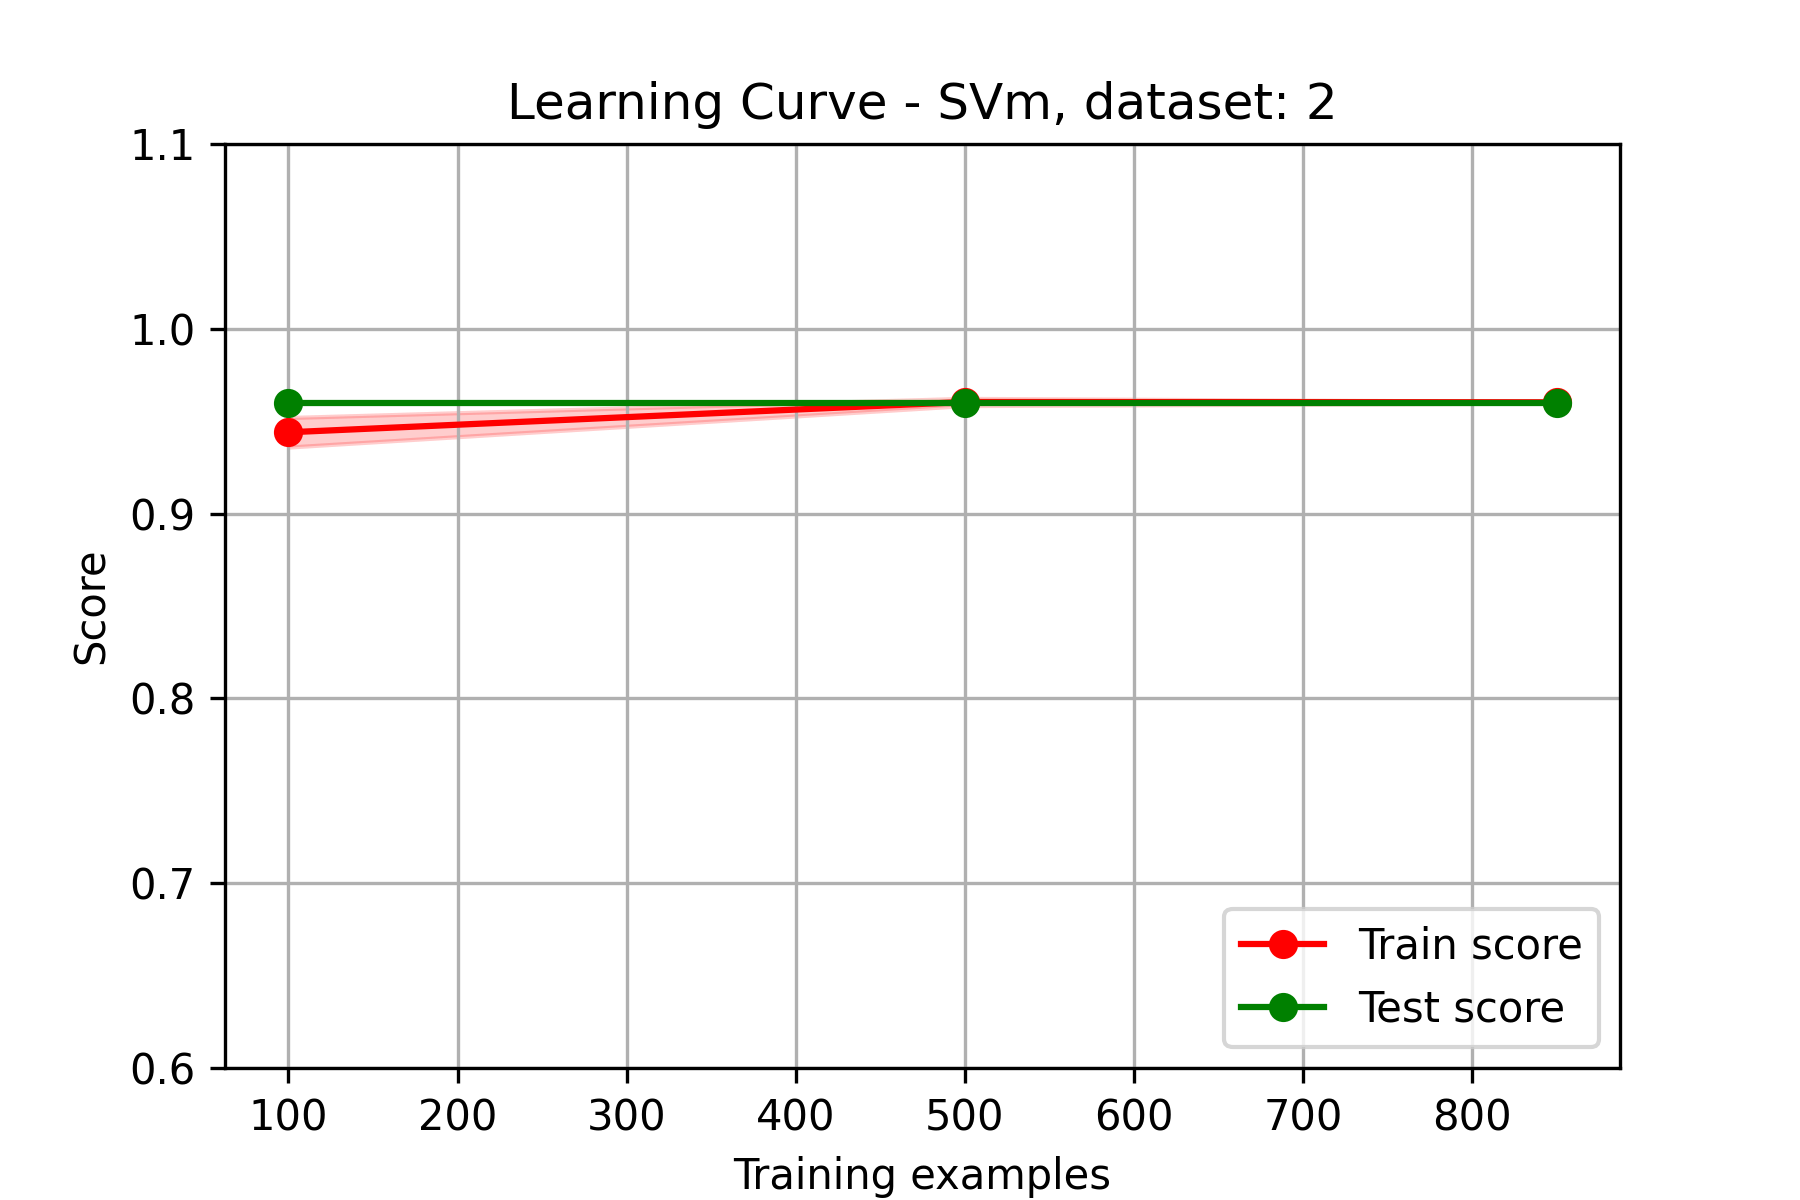 Learning Curve - SVm, dataset: 2
1.1
1.0
0.9
0.8
0.7
0.6
Score
100 200 300 400 500 600 700 800
Training examples
Train score
Test score